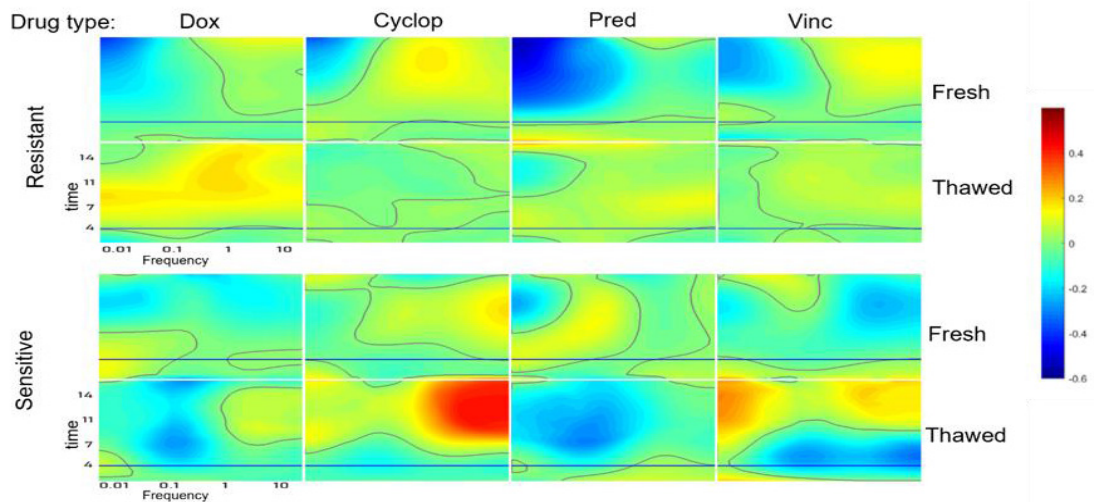 Drug type: Dox Cyclop Pred Vinc
Resistant
Fresh
Thawed
time
14
11
7
4
0.01 0.1 1 10
Frequency
0.4
0.2
0
-0.2
-0.4
-0.6
Sensitive
Fresh
Thawed
time
14
11
7
4
0.01 0.1 1 10
Frequency